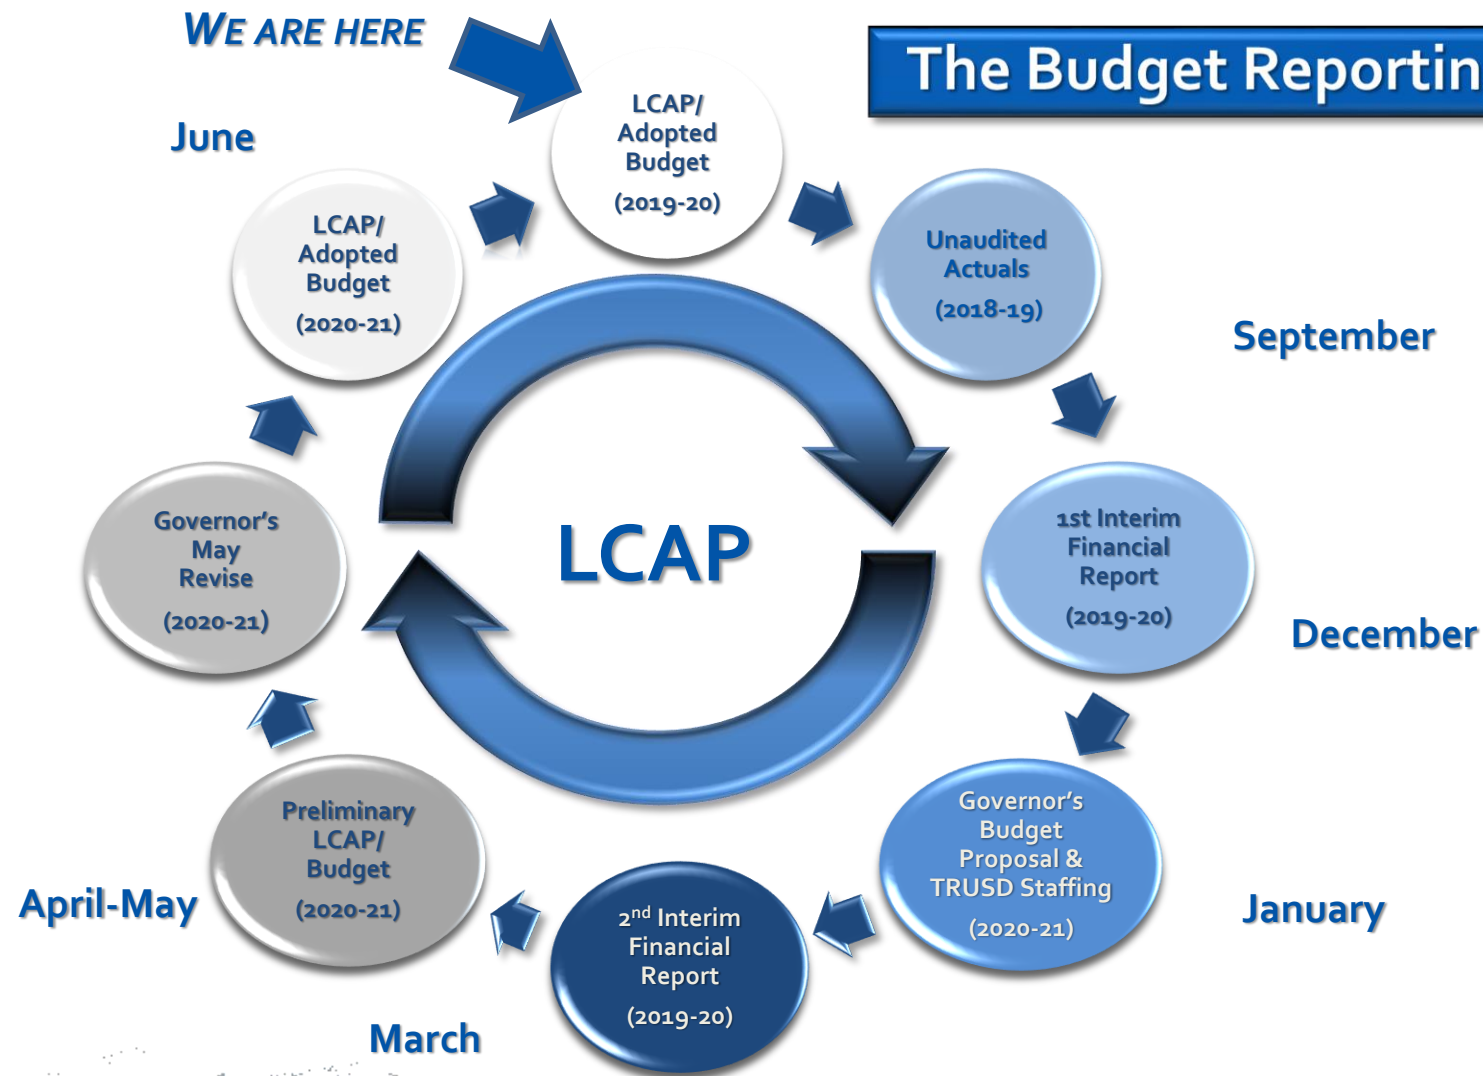 WE ARE HERE
The Budget Reportin
LCAP/
Adopted
Budget
(2019-20)
June
LCAP/
Adopted
Budget
(2020-21)
Unaudited
Actuals
(2018-19)
September
Governor's
May
Revise
(2020-21)
LCAP
1st Interim
Financial
Report
(2019-20)
December
Preliminary
LCAP/
Budget
(2020-21)
Governor's
Budget
Proposal &
TRUSD Staffing
(2020-21)
April-May
January
2nd Interim
Financial
Report
(2019-20)
March